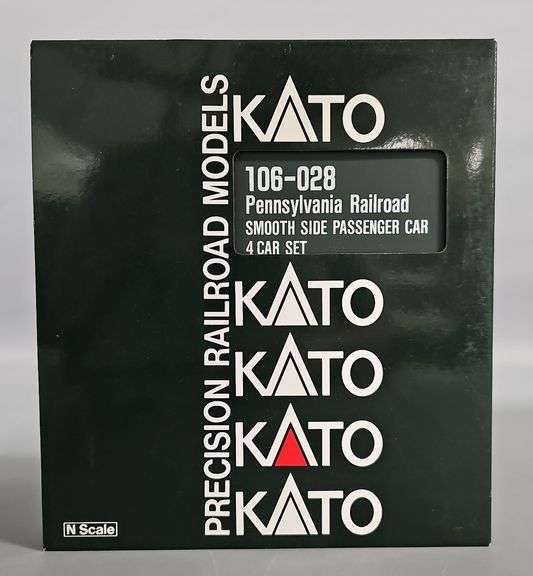 PRECISION RAILROAD MODELS
KATO
106-028
Pennsylvania Railroad
SMOOTH SIDE PASSENGER CAR
4 CAR SET
KATO
KATO
KATO
KATO
N Scale